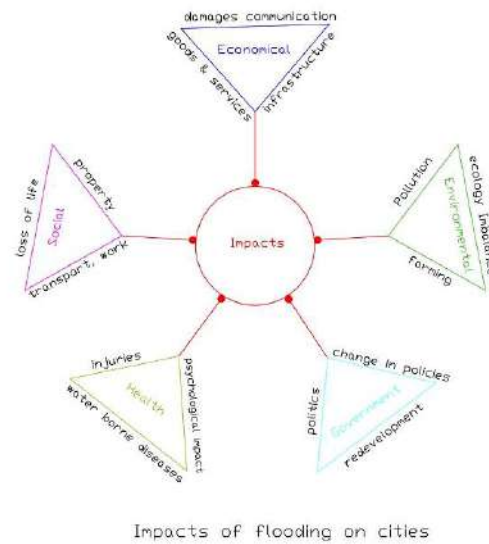 damages communication
goods & services
Economical
infrastructure
loss of life
property
Social
transport, work
Pollution
ecology imbalance
Environmental
farming
Impacts
injuries
Health
psychological impact
water borne diseases
change in policies
politics
Government
redevelopment
Impacts of flooding on cities